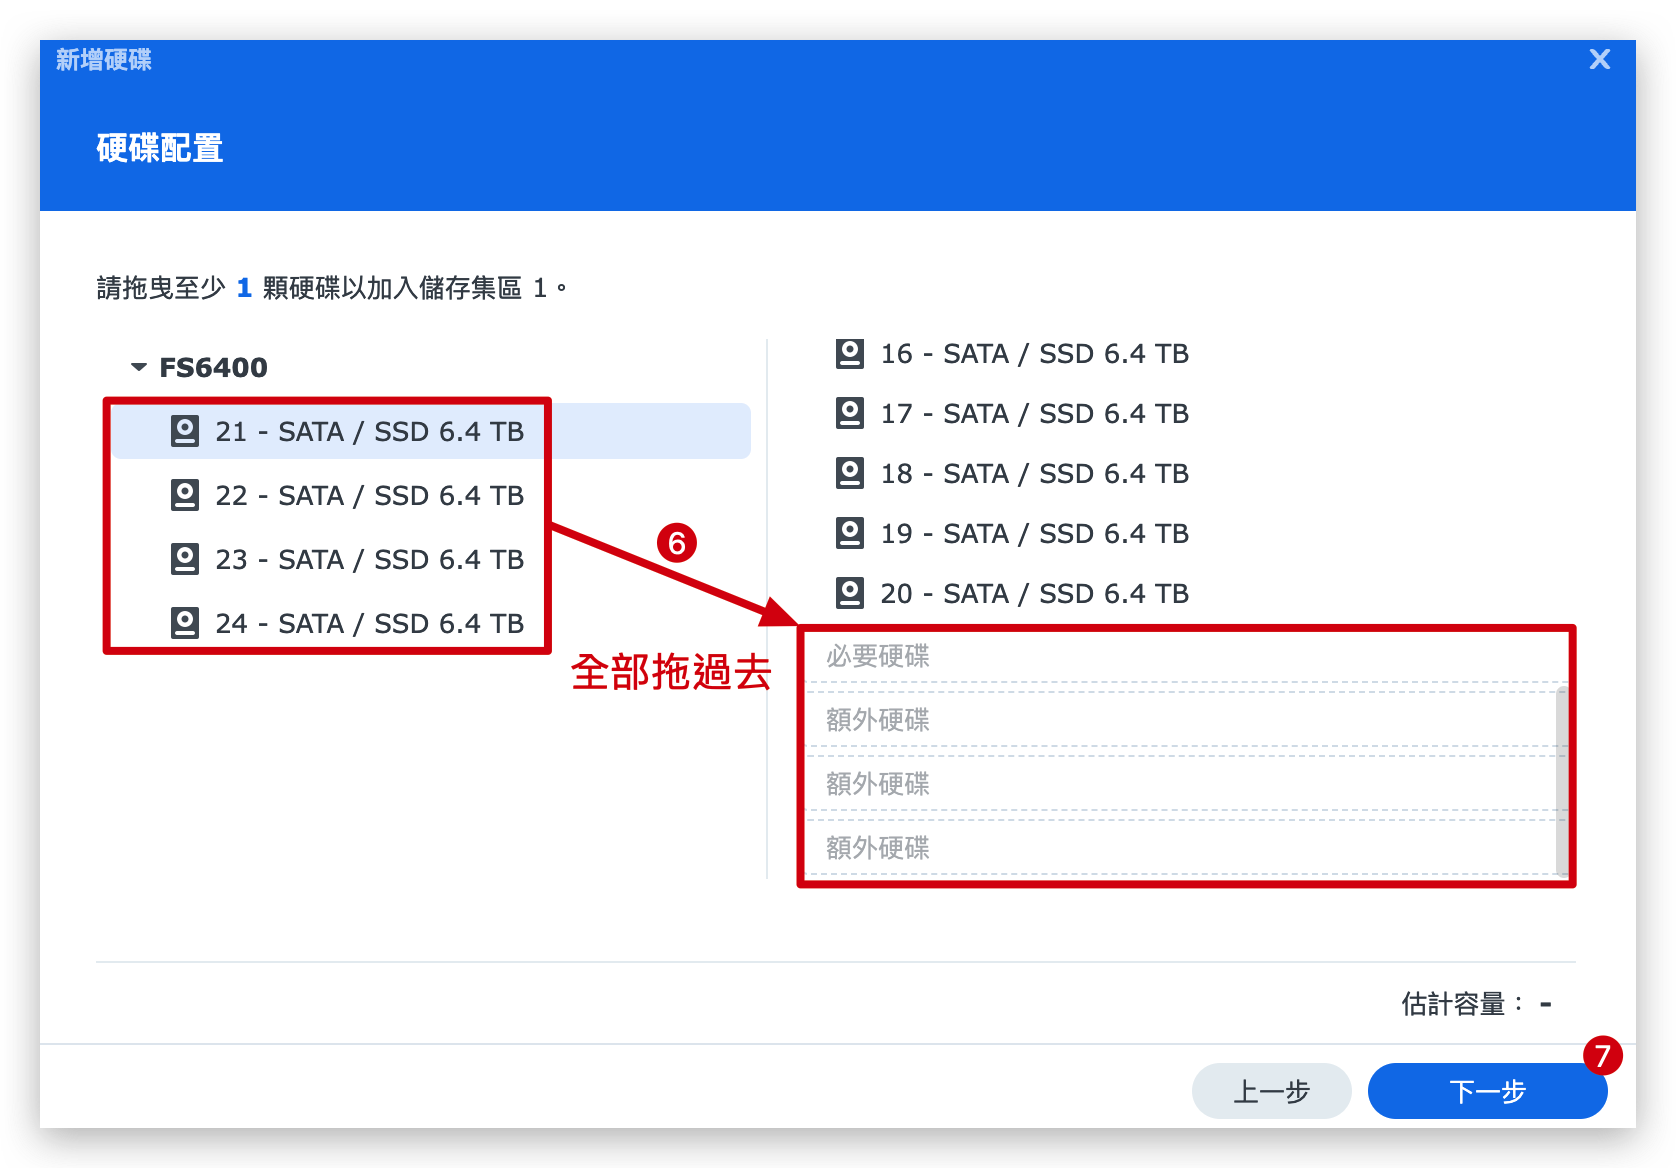 新增硬碟
X
硬碟配置
請拖曳至少 1 顆硬碟以加入儲存集區 1。
FS6400
21 - SATA / SSD 6.4 TB
22 - SATA / SSD 6.4 TB
23 - SATA / SSD 6.4 TB
24 - SATA / SSD 6.4 TB
6
全部拖過去
16 - SATA / SSD 6.4 TB
17 - SATA / SSD 6.4 TB
18 - SATA / SSD 6.4 TB
19 - SATA / SSD 6.4 TB
20 - SATA / SSD 6.4 TB
必要硬碟
額外硬碟
額外硬碟
額外硬碟
估計容量： -
7
上一步
下一步